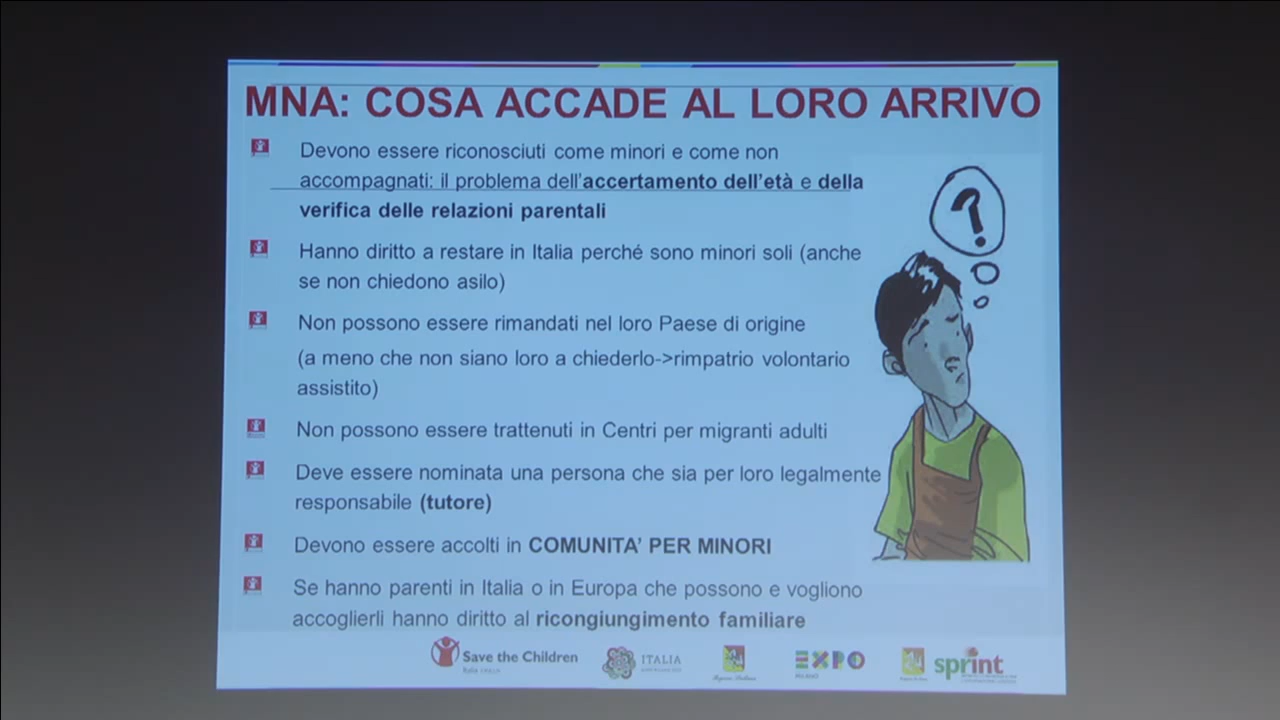 MNA: COSA ACCADE AL LORO ARRIVO
Devono essere riconosciuti come minori e come non
accompagnati: il problema dell'accertamento dell'età e della
verifica delle relazioni parentali
Hanno diritto a restare in Italia perché sono minori soli (anche
se non chiedono asilo)
Non possono essere rimandati nel loro Paese di origine
(a meno che non siano loro a chiederlo->rimpatrio volontario
assistito)
Non possono essere trattenuti in Centri per migranti adulti
Deve essere nominata una persona che sia per loro legalmente
responsabile (tutore)
Devono essere accolti in COMUNITA' PER MINORI
Se hanno parenti in Italia o in Europa che possono e vogliono
accoglierli hanno diritto al ricongiungimento familiare
?
Save the Children
ITALIA
EXPO
sprint